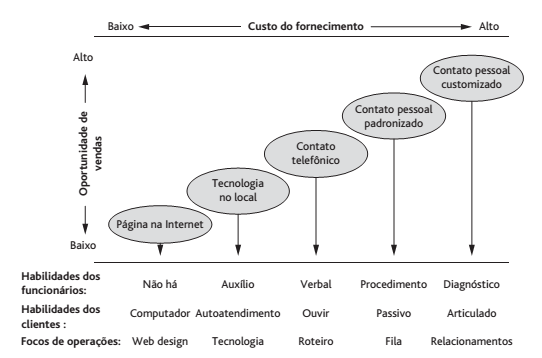 Baixo Custo do fornecimento Alto
Alto
Oportunidade de
vendas
Baixo
Contato pessoal
customizado
Contato pessoal
padronizado
Contato
telefônico
Tecnologia
no local
Página na Internet
Habilidades dos
funcionários: Não há Auxílio Verbal Procedimento Diagnóstico
Habilidades dos
clientes : Computador Autoatendimento Ouvir Passivo Articulado
Focos de operações: Web design Tecnologia Roteiro Fila Relacionamentos